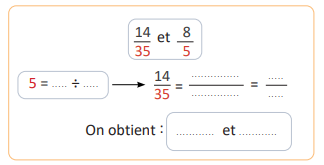 14/35 et 8/5
5 = ..... ÷ ..... → 14/35 = .............../............... = ...../.....
On obtient : ............ et ............